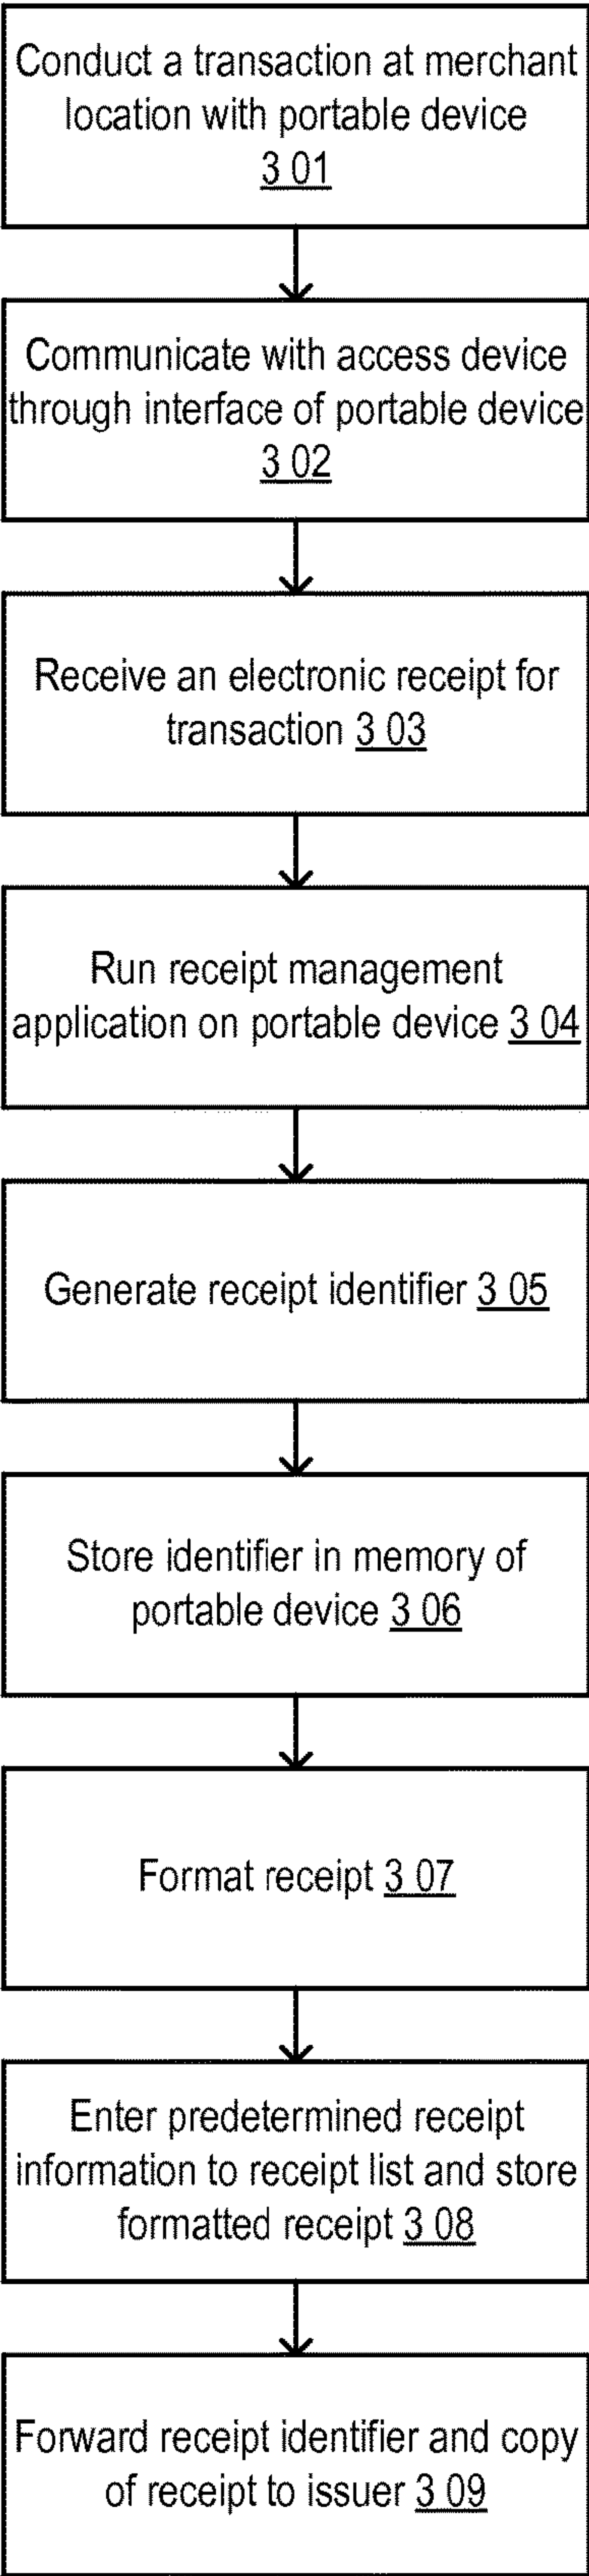 Conduct a transaction at merchant
location with portable device
3 01
Communicate with access device
through interface of portable device
3 02
Receive an electronic receipt for
transaction 3 03
Run receipt management
application on portable device 3 04
Generate receipt identifier 3 05
Store identifier in memory of
portable device 3 06
Format receipt 3 07
Enter predetermined receipt
information to receipt list and store
formatted receipt 3 08
Forward receipt identifier and copy
of receipt to issuer 3 09